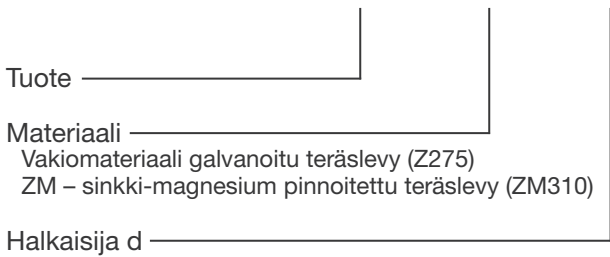 Tuote
Materiaali
Vakiomateriaali galvanoitu teräslevy (Z275)
ZM – sinkki-magnesium pinnoitettu teräslevy (ZM310)
Halkaisija d